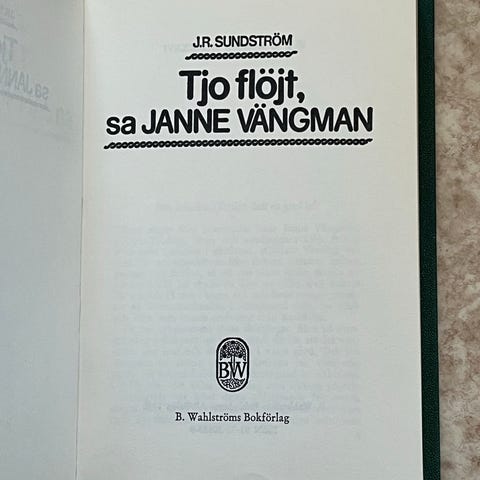 J.R. SUNDSTRÖM
Tjo flöjt,
sa JANNE VÄNGMAN
BW
B. Wahlströms Bokförlag